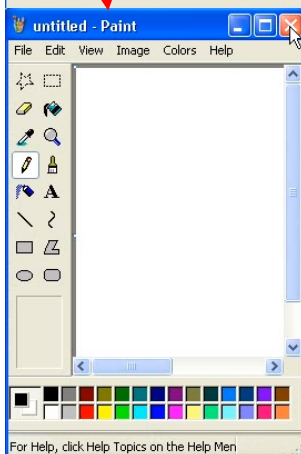 untitled - Paint
File Edit View Image Colors Help
A
For Help, click Help Topics on the Help Men